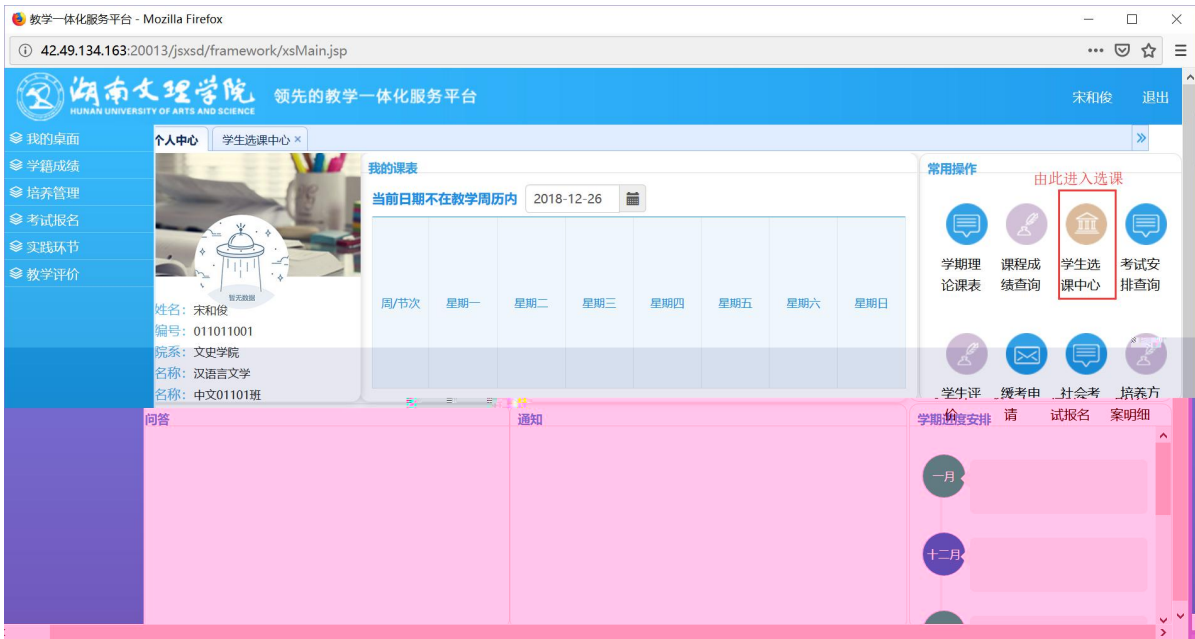 教学一体化服务平台 - Mozilla Firefox
42.49.134.163:20013/jsxsd/framework/xsMain.jsp
湖南文理学院
HUNAN UNIVERSITY OF ARTS AND SCIENCE
领先的教学一体化服务平台
宋和俊 退出
我的桌面
学籍成绩
培养管理
考试报名
实践环节
教学评价
个人中心 学生选课中心 ×
暂无数据
姓名：宋和俊
编号：011011001
院系：文史学院
名称：汉语言文学
名称：中文01101班
我的课表
当前日期不在教学周历内 2018-12-26
周/节次 星期一 星期二 星期三 星期四 星期五 星期六 星期日
常用操作
由此进入选课
学期理论课表
课程成绩查询
学生选课中心
考试安排查询
学生评价
缓考申请
社会考试报名
培养方案明细
问答
通知
学期进度安排
一月
十二月